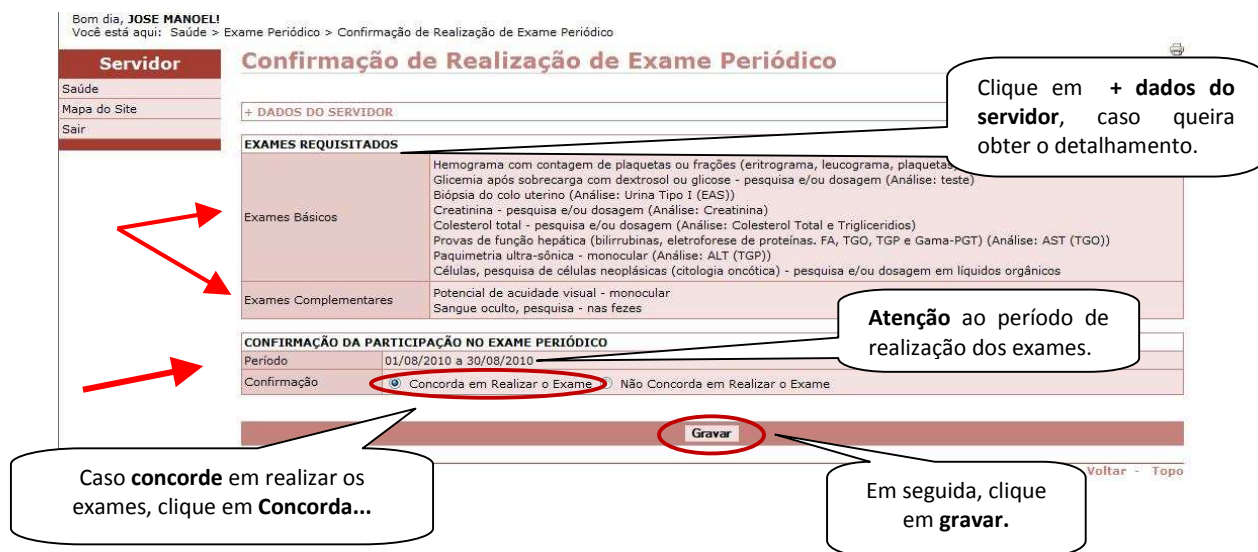 Bom dia, JOSE MANOEL!
Você está aqui: Saúde > Exame Periódico > Confirmação de Realização de Exame Periódico
Servidor
Saúde
Mapa do Site
Sair
Confirmação de Realização de Exame Periódico
+ DADOS DO SERVIDOR
Clique em + dados do
servidor, caso queira
obter o detalhamento.
EXAMES REQUISITADOS
Exames Básicos
Hemograma com contagem de plaquetas ou frações (eritrograma, leucograma, plaquetas)
Glicemia após sobrecarga com dextrosol ou glicose - pesquisa e/ou dosagem (Análise: teste)
Biópsia do colo uterino (Análise: Urina Tipo I (EAS))
Creatinina - pesquisa e/ou dosagem (Análise: Creatinina)
Colesterol total - pesquisa e/ou dosagem (Análise: Colesterol Total e Trigliceridios)
Provas de função hepática (bilirrubinas, eletroforese de proteínas. FA, TGO, TGP e Gama-PGT) (Análise: AST (TGO))
Paquimetria ultra-sônica - monocular (Análise: ALT (TGP))
Células, pesquisa de células neoplásicas (citologia oncótica) - pesquisa e/ou dosagem em líquidos orgânicos
Exames Complementares
Potencial de acuidade visual - monocular
Sangue oculto, pesquisa - nas fezes
Atenção ao período de
realização dos exames.
CONFIRMAÇÃO DA PARTICIPAÇÃO NO EXAME PERIÓDICO
Período 01/08/2010 a 30/08/2010
Confirmação Concorda em Realizar o Exame Não Concorda em Realizar o Exame
Gravar
Voltar - Topo
Caso concorde em realizar os
exames, clique em Concorda...
Em seguida, clique
em gravar.